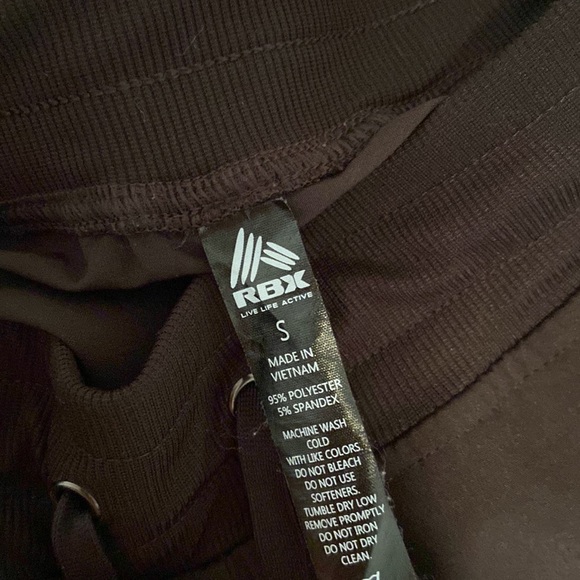 RBX
LIVE LIFE ACTIVE
S
MADE IN
VIETNAM
95% POLYESTER
5% SPANDEX
MACHINE WASH
COLD
WITH LIKE COLORS.
DO NOT BLEACH
DO NOT USE
SOFTENERS.
TUMBLE DRY LOW
REMOVE PROMPTLY
DO NOT IRON
DO NOT DRY
CLEAN.